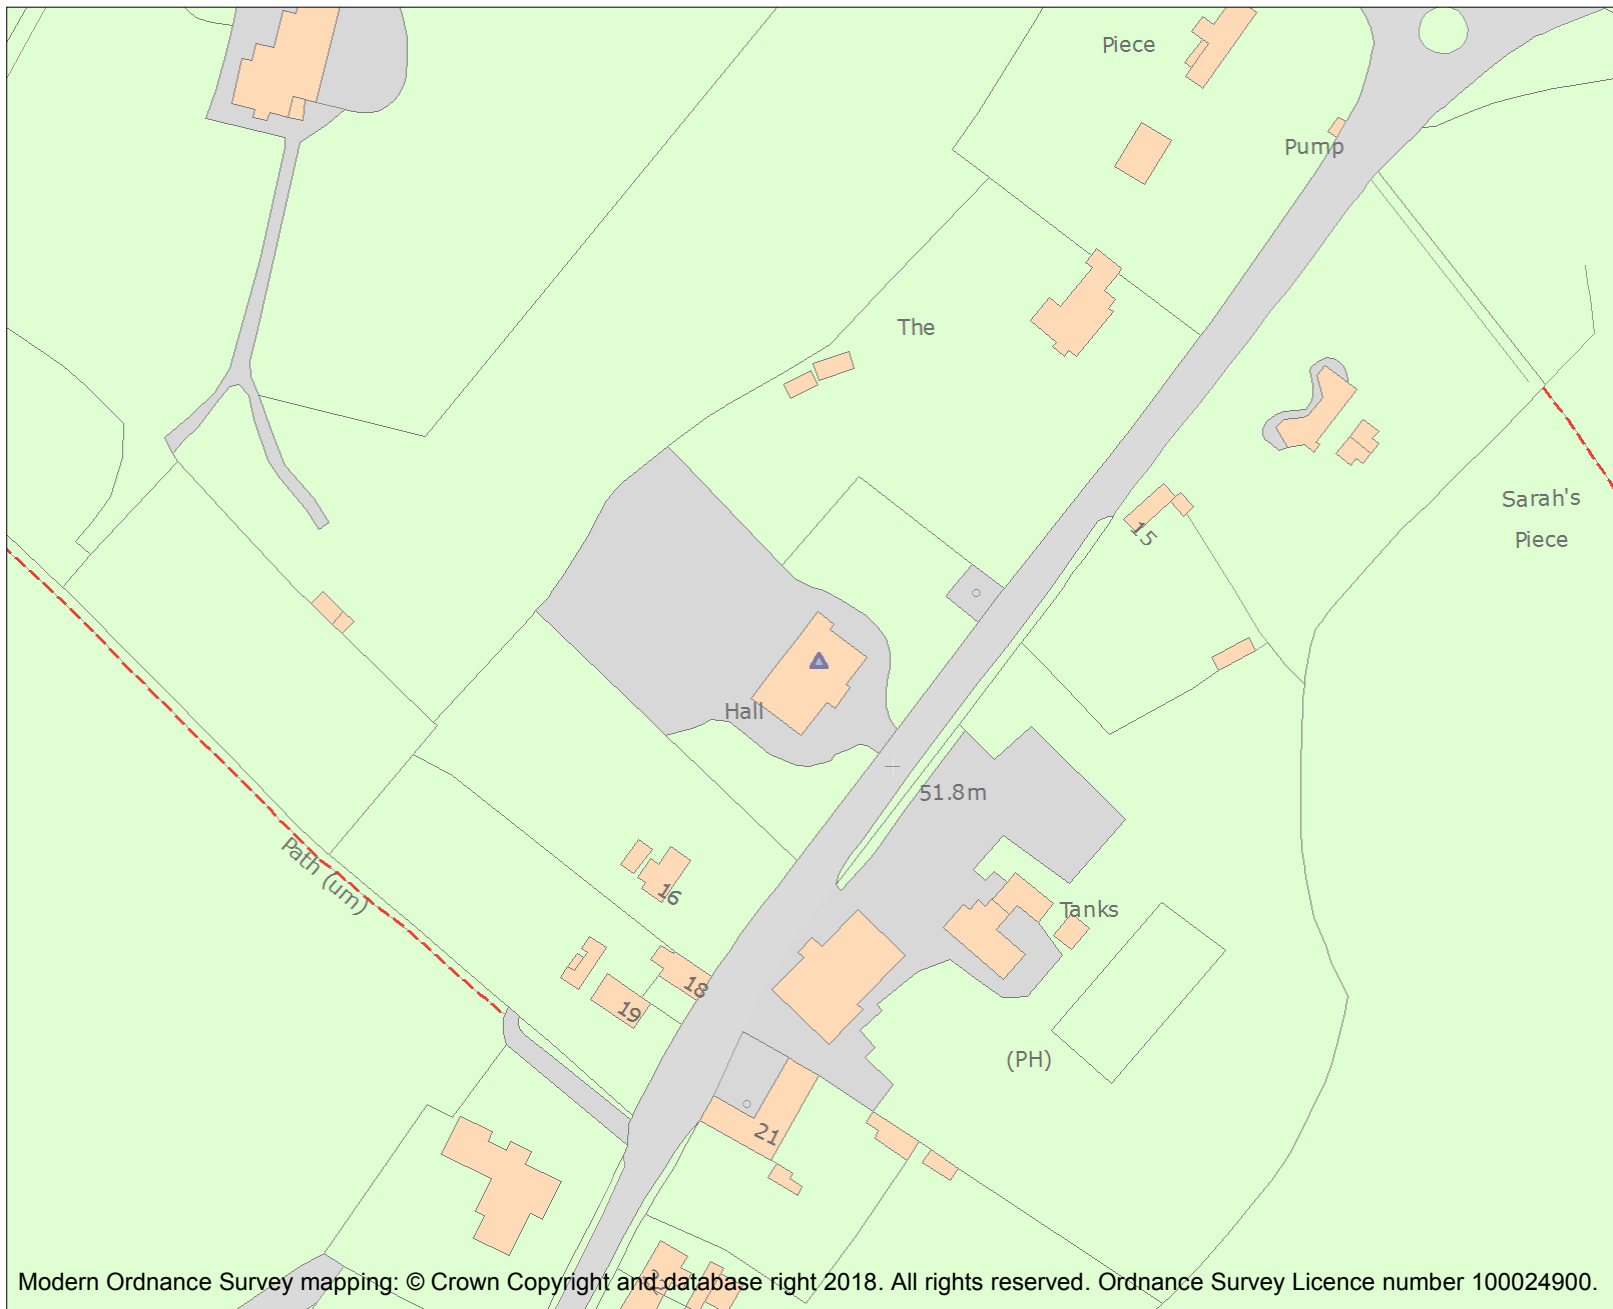 Piece
Pump
The
Sarah's
Piece
15
Hall
51.8m
Path (um)
16
Tanks
18
19
(PH)
21
Modern Ordnance Survey mapping: © Crown Copyright and database right 2018. All rights reserved. Ordnance Survey Licence number 100024900.